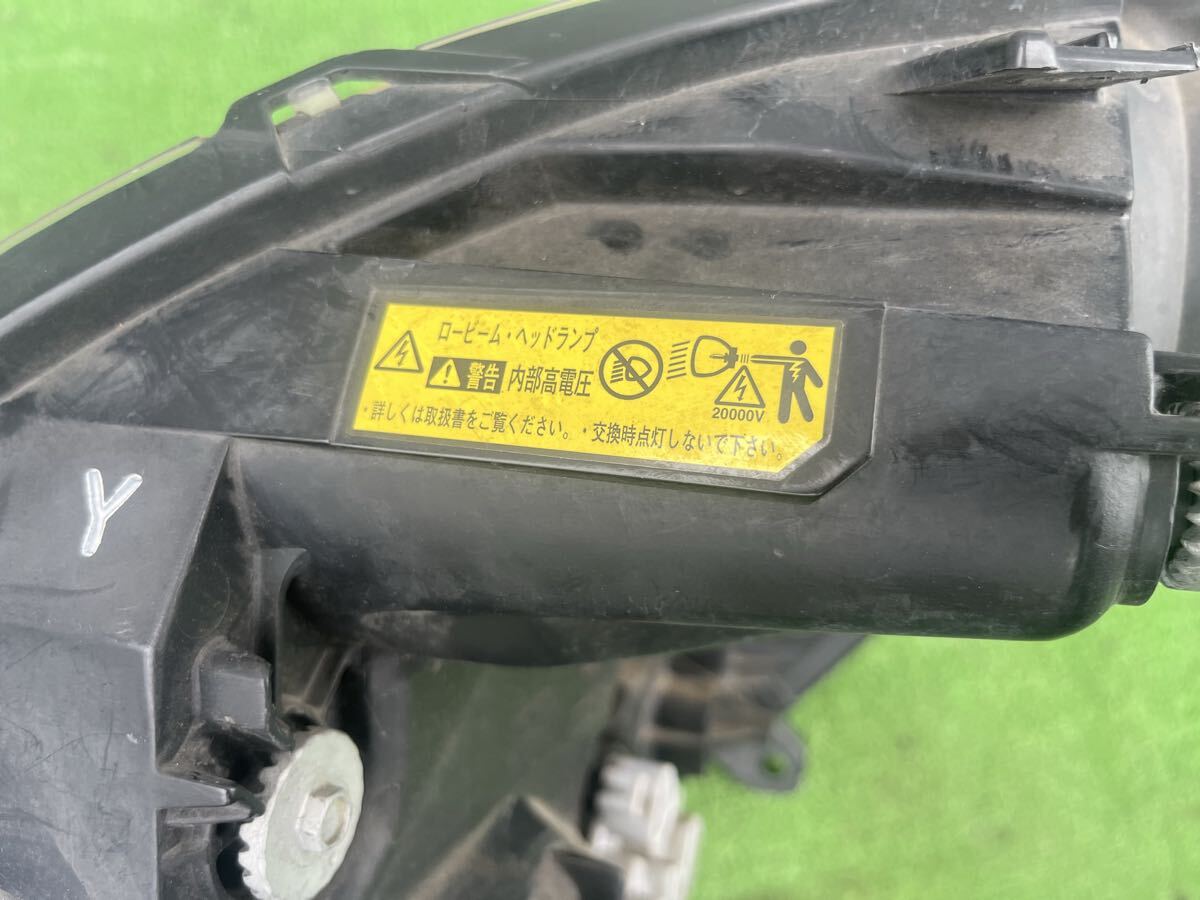 ロービーム・ヘッドランプ
警告 内部高電圧
20000V
・詳しくは取扱書をご覧ください。・交換時点灯しないで下さい。
Y